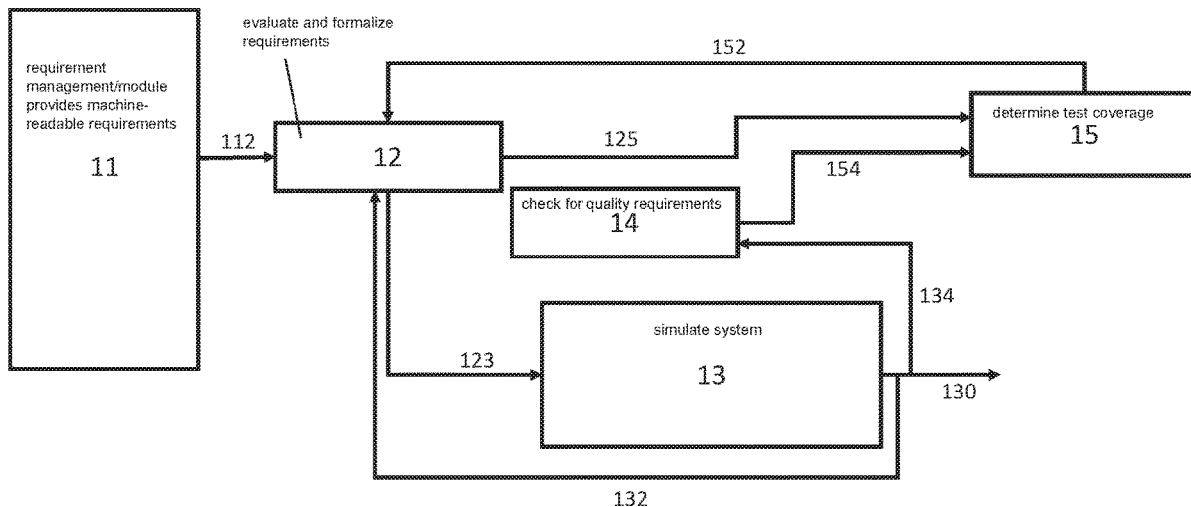 evaluate and formalize
requirements
152
requirement
management/module
provides machine-
readable requirements
11
112
12
125
determine test coverage
15
154
check for quality requirements
14
134
simulate system
13
123
130
132